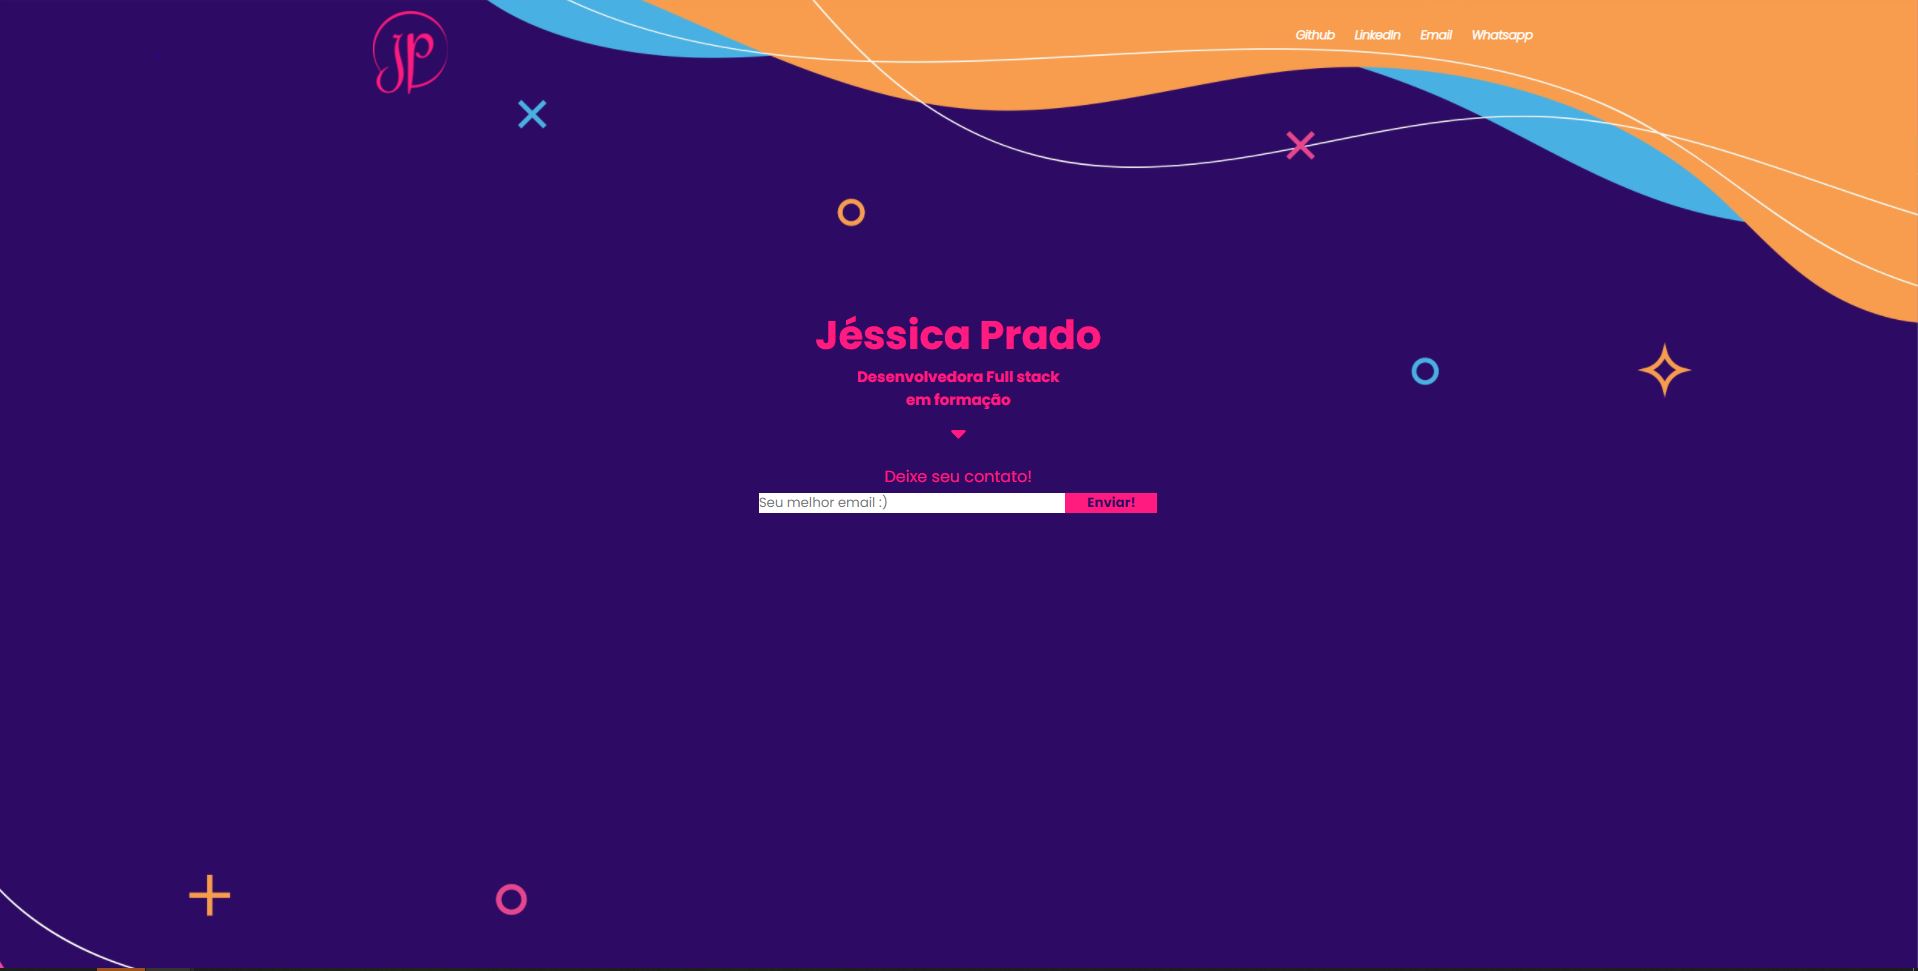 JP
Github LinkedIn Email Whatsapp
Jéssica Prado
Desenvolvedora Full stack
em formação
Deixe seu contato!
Seu melhor email :) Enviar!